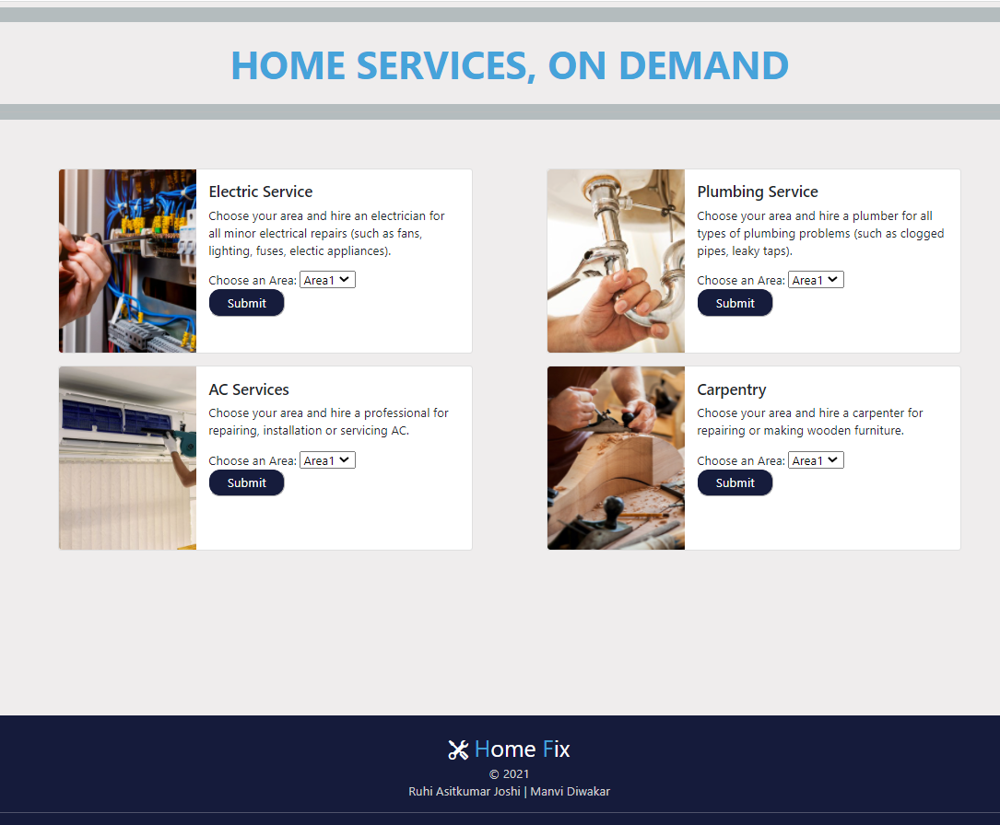 HOME SERVICES, ON DEMAND
Electric Service
Choose your area and hire an electrician for
all minor electrical repairs (such as fans,
lighting, fuses, electic appliances).
Choose an Area: Area1
Submit
Plumbing Service
Choose your area and hire a plumber for all
types of plumbing problems (such as clogged
pipes, leaky taps).
Choose an Area: Area1
Submit
AC Services
Choose your area and hire a professional for
repairing, installation or servicing AC.
Choose an Area: Area1
Submit
Carpentry
Choose your area and hire a carpenter for
repairing or making wooden furniture.
Choose an Area: Area1
Submit
Home Fix
© 2021
Ruhi Asitkumar Joshi | Manvi Diwakar